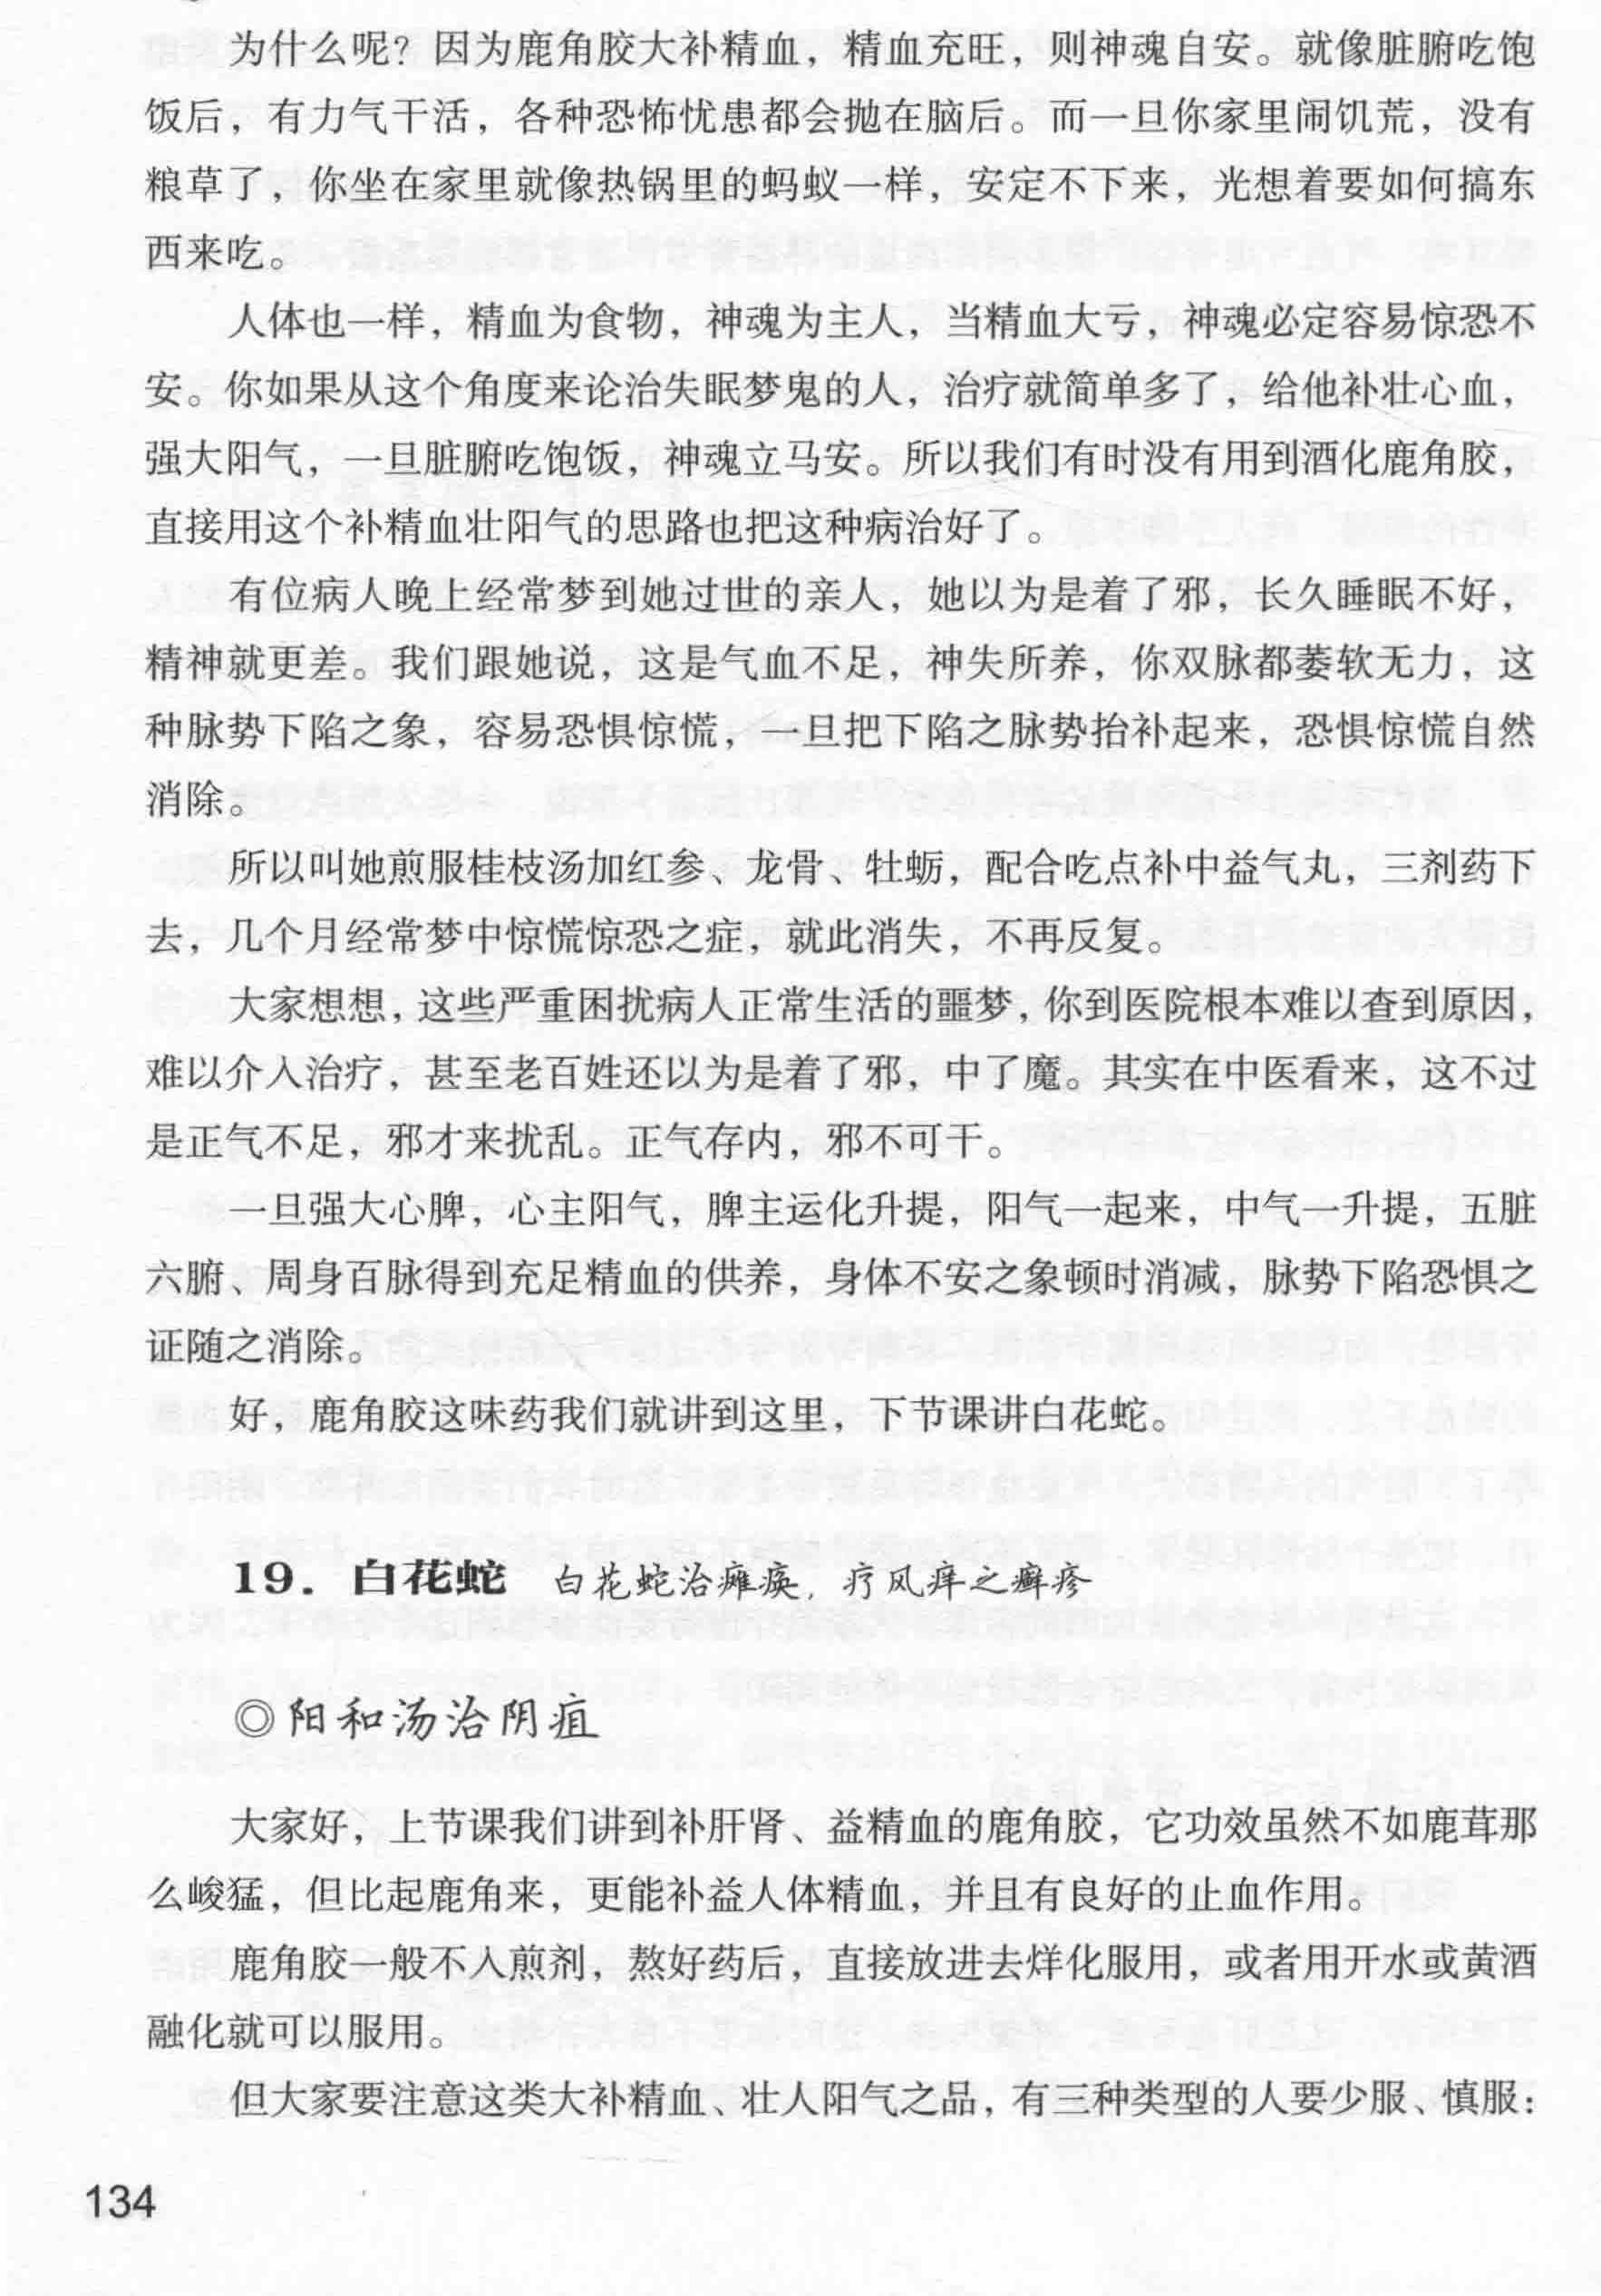 为什么呢？因为鹿角胶大补精血，精血充旺，则神魂自安。就像脏腑吃饱
饭后，有力气干活，各种恐怖忧患都会抛在脑后。而一旦你家里闹饥荒，没有
粮草了，你坐在家里就像热锅里的蚂蚁一样，安定不下来，光想着要如何搞东
西来吃。
人体也一样，精血为食物，神魂为主人，当精血大亏，神魂必定容易惊恐不
安。你如果从这个角度来论治失眠梦鬼的人，治疗就简单多了，给他补壮心血，
强大阳气，一旦脏腑吃饱饭，神魂立马安。所以我们有时没有用到酒化鹿角胶，
直接用这个补精血壮阳气的思路也把这种病治好了。
有位病人晚上经常梦到她过世的亲人，她以为是着了邪，长久睡眠不好，
精神就更差。我们跟她说，这是气血不足，神失所养，你双脉都萎软无力，这
种脉势下陷之象，容易恐惧惊慌，一旦把下陷之脉势抬补起来，恐惧惊慌自然
消除。
所以叫她煎服桂枝汤加红参、龙骨、牡蛎，配合吃点补中益气丸，三剂药下
去，几个月经常梦中惊慌惊恐之症，就此消失，不再反复。
大家想想，这些严重困扰病人正常生活的噩梦，你到医院根本难以查到原因，
难以介入治疗，甚至老百姓还以为是着了邪，中了魔。其实在中医看来，这不过
是正气不足，邪才来扰乱。正气存内，邪不可干。
一旦强大心脾，心主阳气，脾主运化升提，阳气一起来，中气一升提，五脏
六腑、周身百脉得到充足精血的供养，身体不安之象顿时消减，脉势下陷恐惧之
证随之消除。
好，鹿角胶这味药我们就讲到这里，下节课讲白花蛇。
19. 白花蛇 白花蛇治瘫痪，疗风痒之癣疹
◎阳和汤治阴疽
大家好，上节课我们讲到补肝肾、益精血的鹿角胶，它功效虽然不如鹿茸那
么峻猛，但比起鹿角来，更能补益人体精血，并且有良好的止血作用。
鹿角胶一般不入煎剂，熬好药后，直接放进去烊化服用，或者用开水或黄酒
融化就可以服用。
但大家要注意这类大补精血、壮人阳气之品，有三种类型的人要少服、慎服：
134